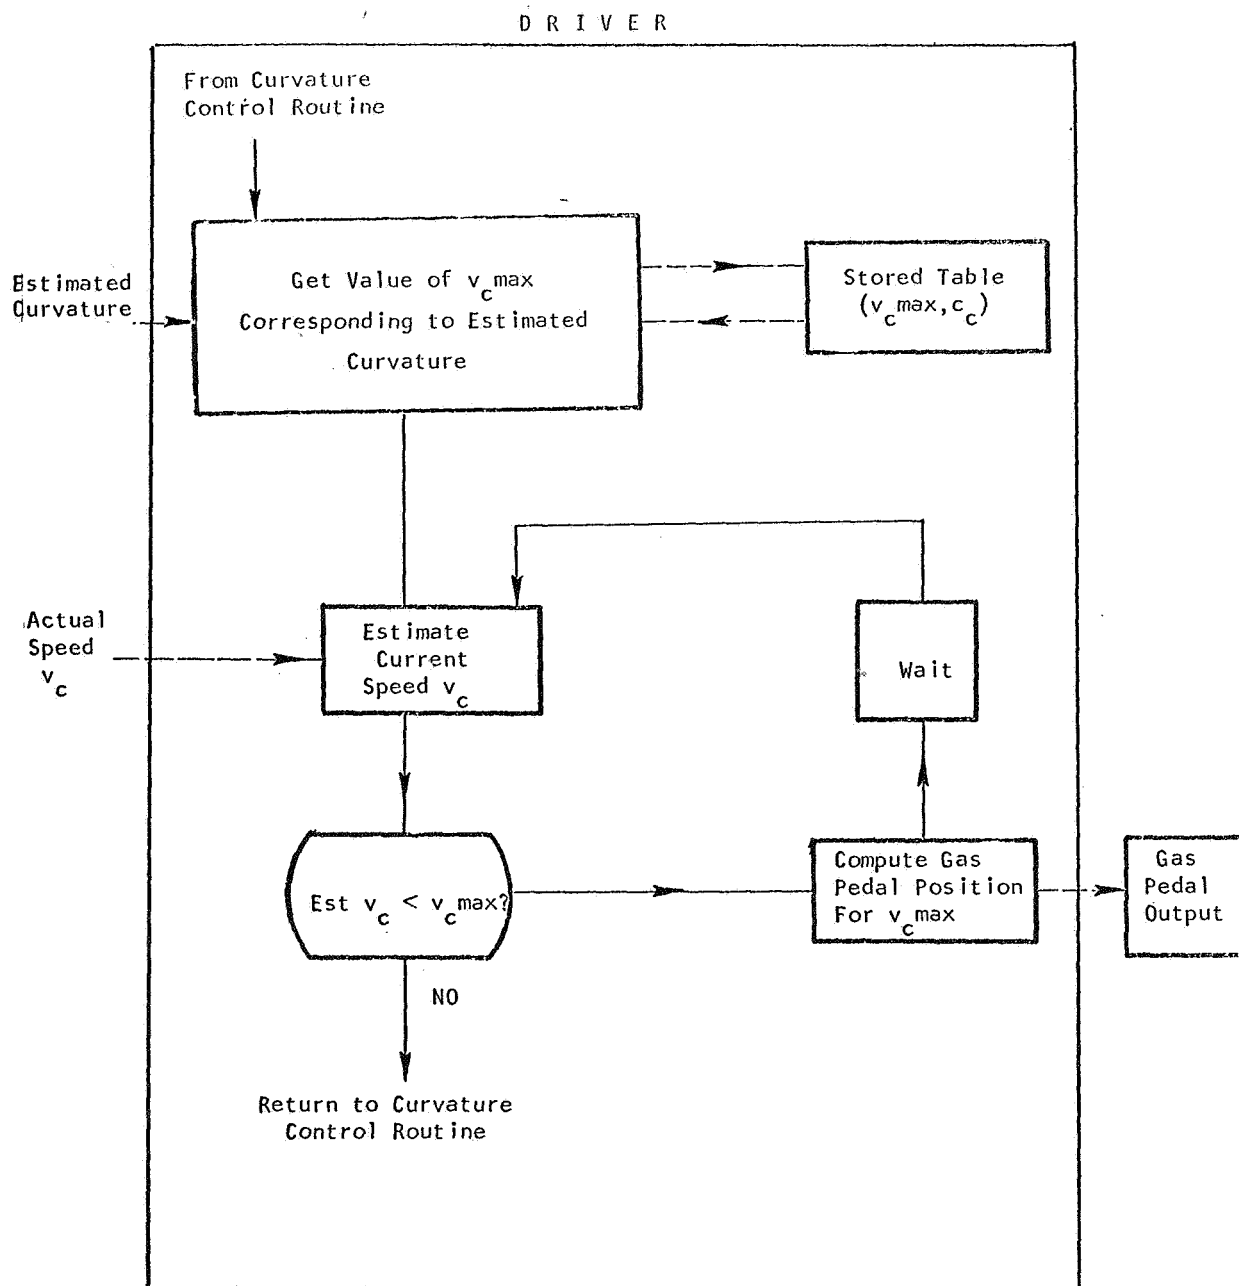 D R I V E R
From Curvature
Control Routine
Estimated
Curvature
Get Value of v_c max
Corresponding to Estimated
Curvature
Stored Table
(v_c max, c_c)
Actual
Speed
v_c
Estimate
Current
Speed v_c
Wait
Est v_c < v_c max?
Compute Gas
Pedal Position
For v_c max
Gas
Pedal
Output
NO
Return to Curvature
Control Routine